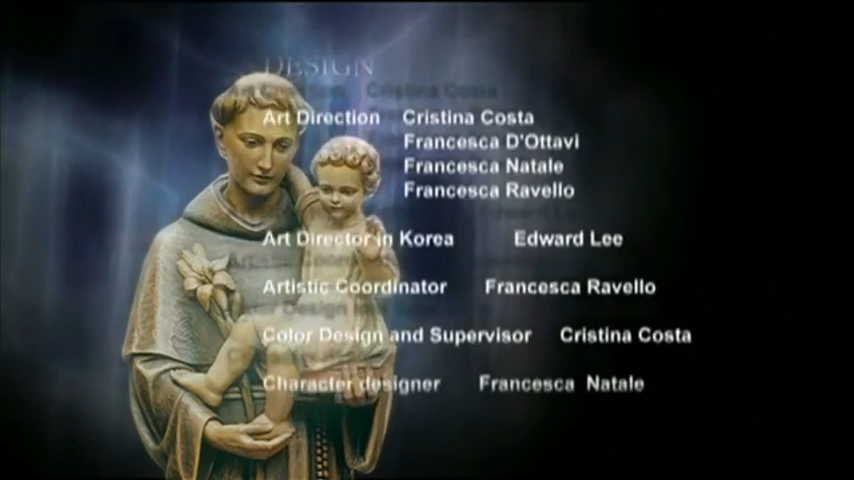 DESIGN
Art Direction Cristina Costa
Francesca D'Ottavi
Francesca Natale
Francesca Ravello
Art Director in Korea Edward Lee
Artistic Coordinator Francesca Ravello
Color Design and Supervisor Cristina Costa
Character designer Francesca Natale